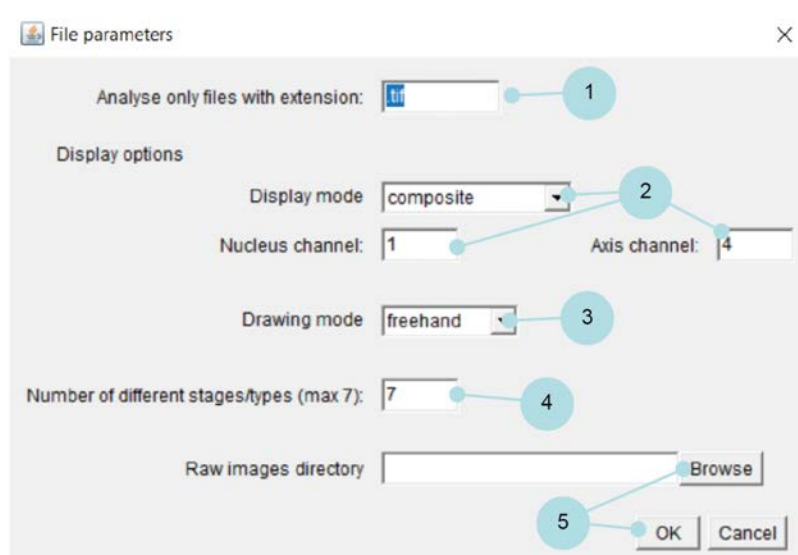 File parameters
Analyse only files with extension: .tif 1
Display options
Display mode composite 2
Nucleus channel: 1 Axis channel: 4
Drawing mode freehand 3
Number of different stages/types (max 7): 7 4
Raw images directory Browse
5 OK Cancel